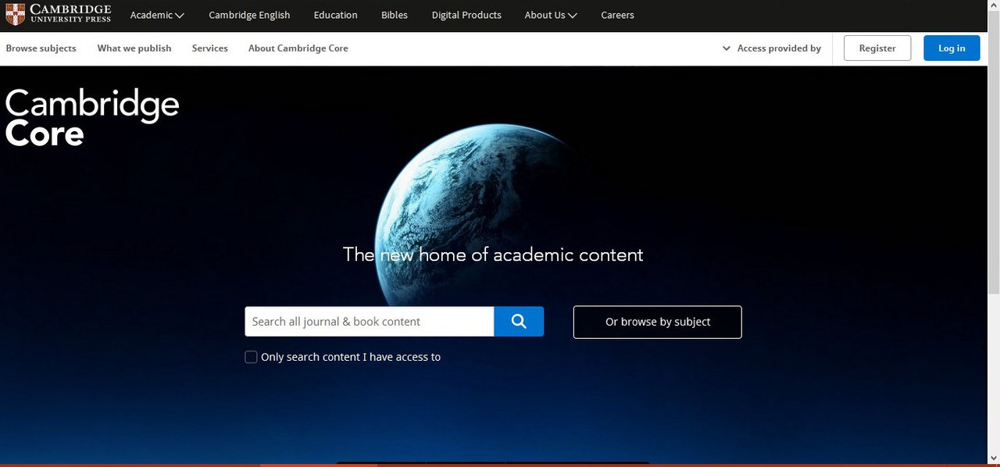 CAMBRIDGE
UNIVERSITY PRESS
Academic
Cambridge English
Education
Bibles
Digital Products
About Us
Careers
Browse subjects
What we publish
Services
About Cambridge Core
Access provided by
Register
Log in
Cambridge
Core
The new home of academic content
Search all journal & book content
Or browse by subject
Only search content I have access to